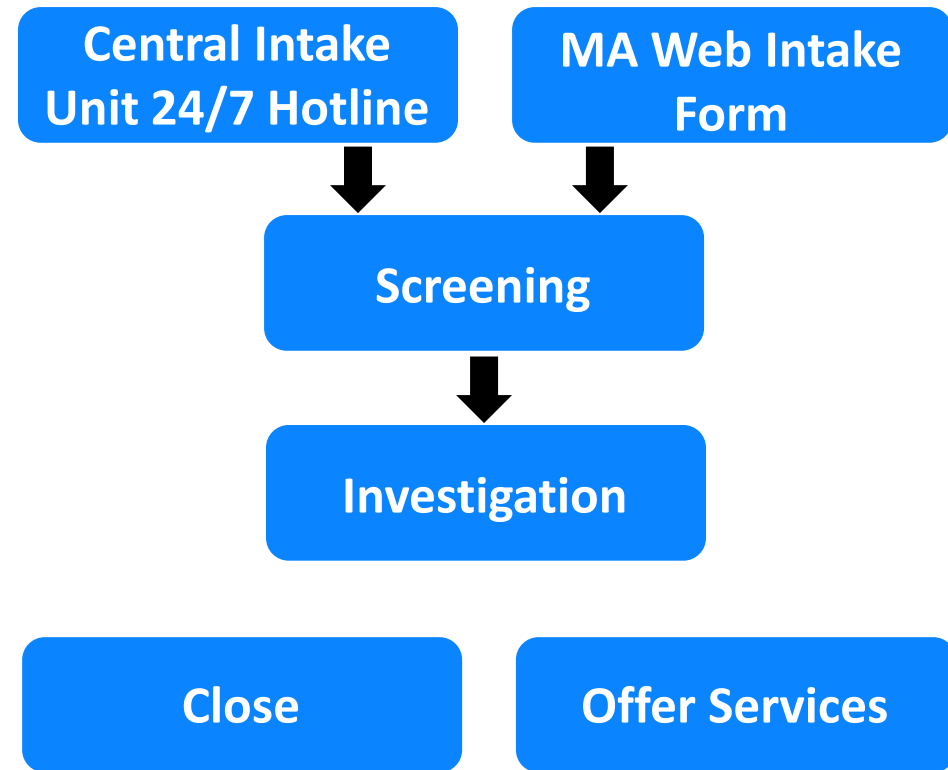 Central Intake
Unit 24/7 Hotline
MA Web Intake
Form
Screening
Investigation
Close
Offer Services